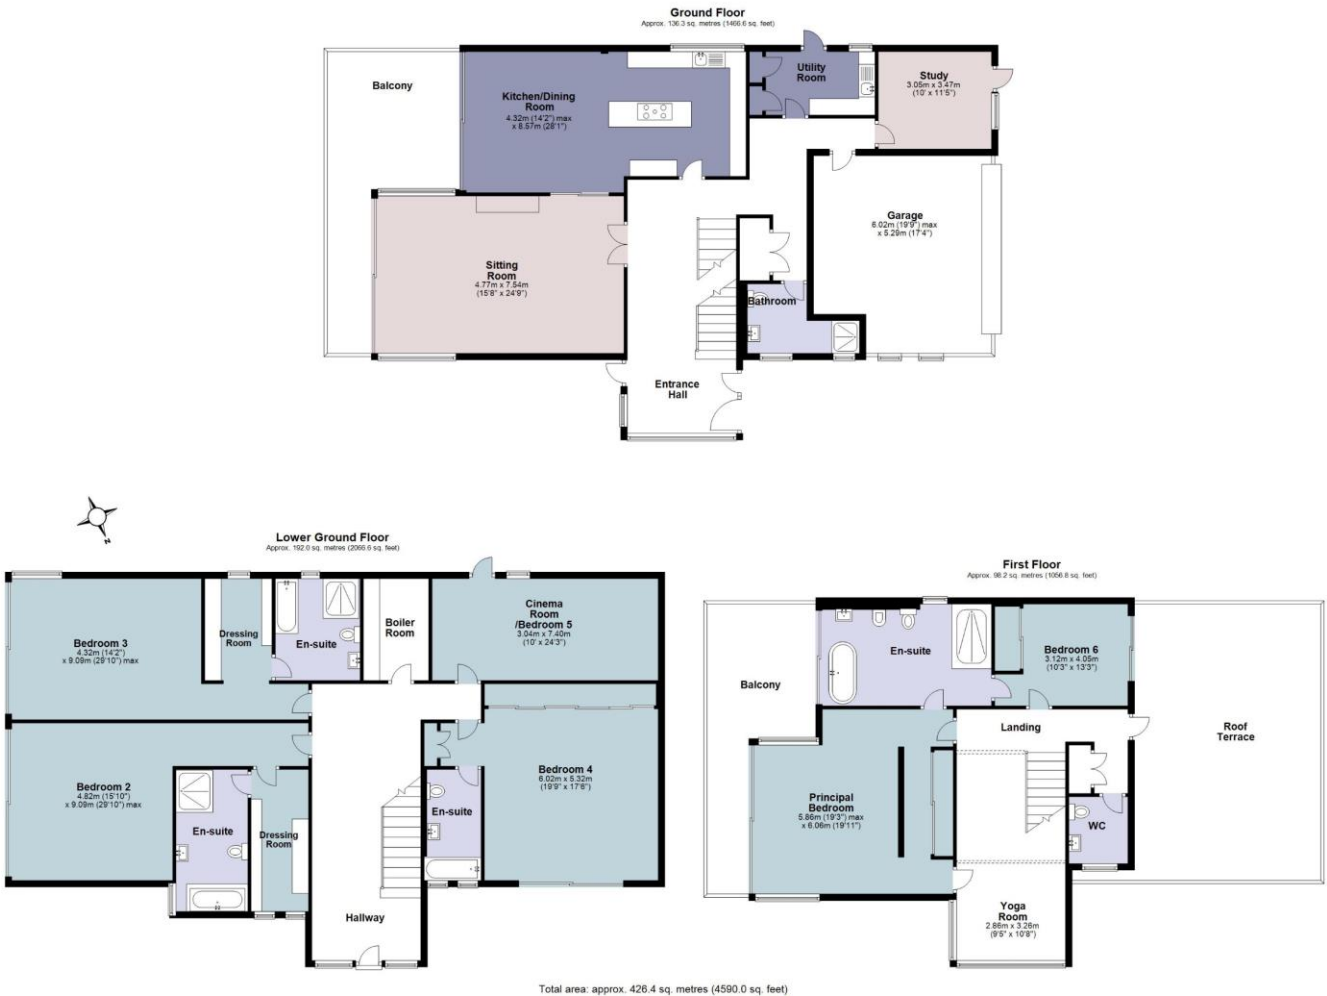 Ground Floor
Approx. 136.3 sq. metres (1466.6 sq. feet)
Balcony
Kitchen/Dining
Room
4.32m (14'2") max
x 8.57m (28'1")
Utility
Room
Study
3.05m x 3.47m
(10' x 11'5")
Sitting
Room
4.77m x 7.54m
(15'8" x 24'9")
Garage
6.02m (19'9") max
x 5.29m (17'4")
Bathroom
Entrance
Hall
N
Lower Ground Floor
Approx. 192.0 sq. metres (2066.6 sq. feet)
Bedroom 3
4.32m (14'2")
x 9.09m (29'10") max
Dressing
Room
En-suite
Boiler
Room
Cinema
Room
/Bedroom 5
3.04m x 7.40m
(10' x 24'3")
Bedroom 2
4.82m (15'10")
x 9.09m (29'10") max
En-suite
Dressing
Room
En-suite
Bedroom 4
6.02m x 5.32m
(19'9" x 17'6")
Hallway
First Floor
Approx. 98.2 sq. metres (1056.8 sq. feet)
Balcony
En-suite
Bedroom 6
3.12m x 4.05m
(10'3" x 13'3")
Landing
Roof
Terrace
Principal
Bedroom
5.86m (19'3") max
x 6.06m (19'11")
WC
Yoga
Room
2.86m x 3.26m
(9'5" x 10'8")
Total area: approx. 426.4 sq. metres (4590.0 sq. feet)